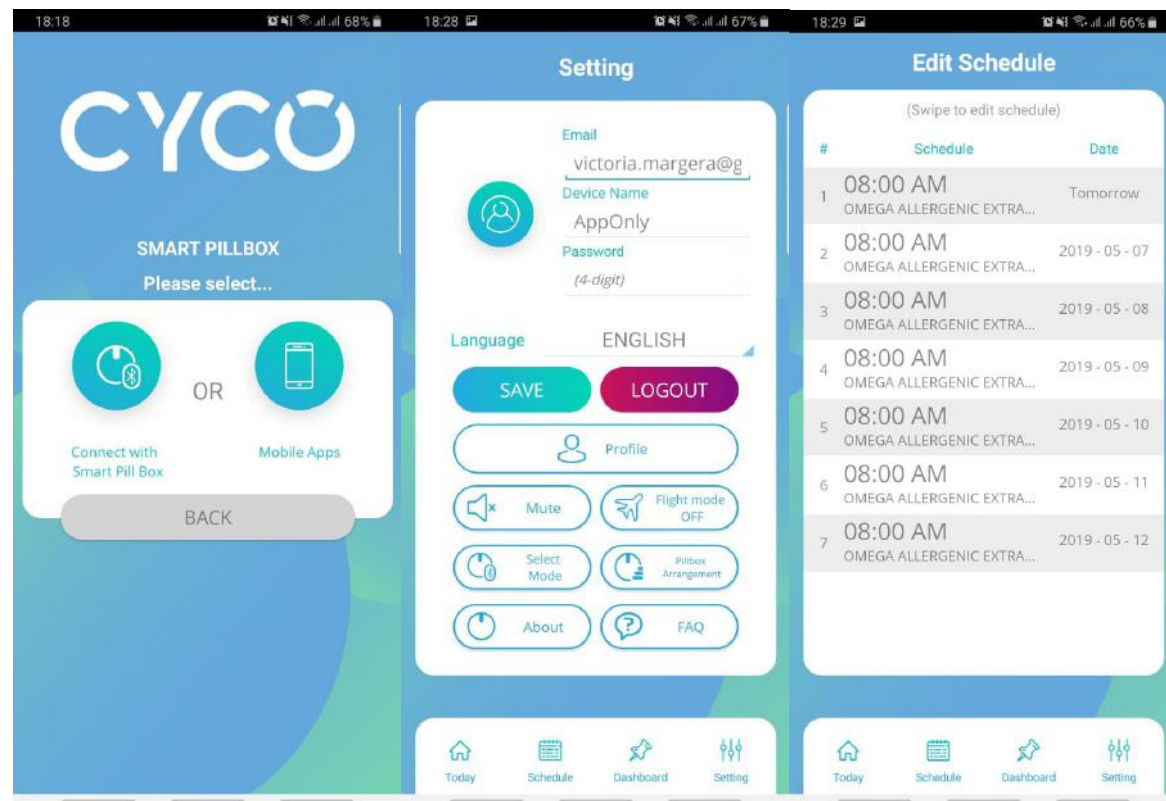 18:18
68%
CYCO
SMART PILLBOX
Please select...
OR
Connect with
Smart Pill Box
Mobile Apps
BACK
18:28
67%
Setting
Email
victoria.margera@g
Device Name
AppOnly
Password
(4-digit)
Language
ENGLISH
SAVE
LOGOUT
Profile
Mute
Flight mode
OFF
Select
Mode
Pillbox
Arrangement
About
FAQ
Today
Schedule
Dashboard
Setting
18:29
66%
Edit Schedule
(Swipe to edit schedule)
# Schedule Date
1 08:00 AM Tomorrow
OMEGA ALLERGENIC EXTRA...
2 08:00 AM 2019 - 05 - 07
OMEGA ALLERGENIC EXTRA...
3 08:00 AM 2019 - 05 - 08
OMEGA ALLERGENIC EXTRA...
4 08:00 AM 2019 - 05 - 09
OMEGA ALLERGENIC EXTRA...
5 08:00 AM 2019 - 05 - 10
OMEGA ALLERGENIC EXTRA...
6 08:00 AM 2019 - 05 - 11
OMEGA ALLERGENIC EXTRA...
7 08:00 AM 2019 - 05 - 12
OMEGA ALLERGENIC EXTRA...
Today
Schedule
Dashboard
Setting